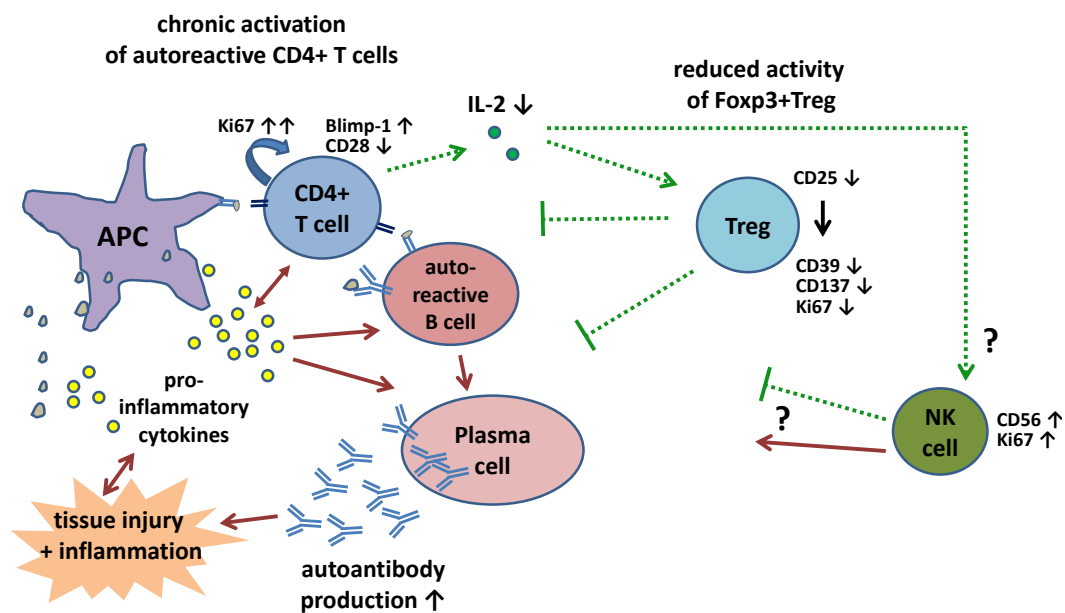 chronic activation
of autoreactive CD4+ T cells
reduced activity
of Foxp3+Treg
IL-2 ↓
Ki67 ↑↑
Blimp-1 ↑
CD28 ↓
CD4+
T cell
APC
CD25 ↓
Treg
CD39 ↓
CD137 ↓
Ki67 ↓
auto-
reactive
B cell
?
pro-
inflammatory
cytokines
Plasma
cell
?
NK
cell
CD56 ↑
Ki67 ↑
tissue injury
+ inflammation
autoantibody
production ↑